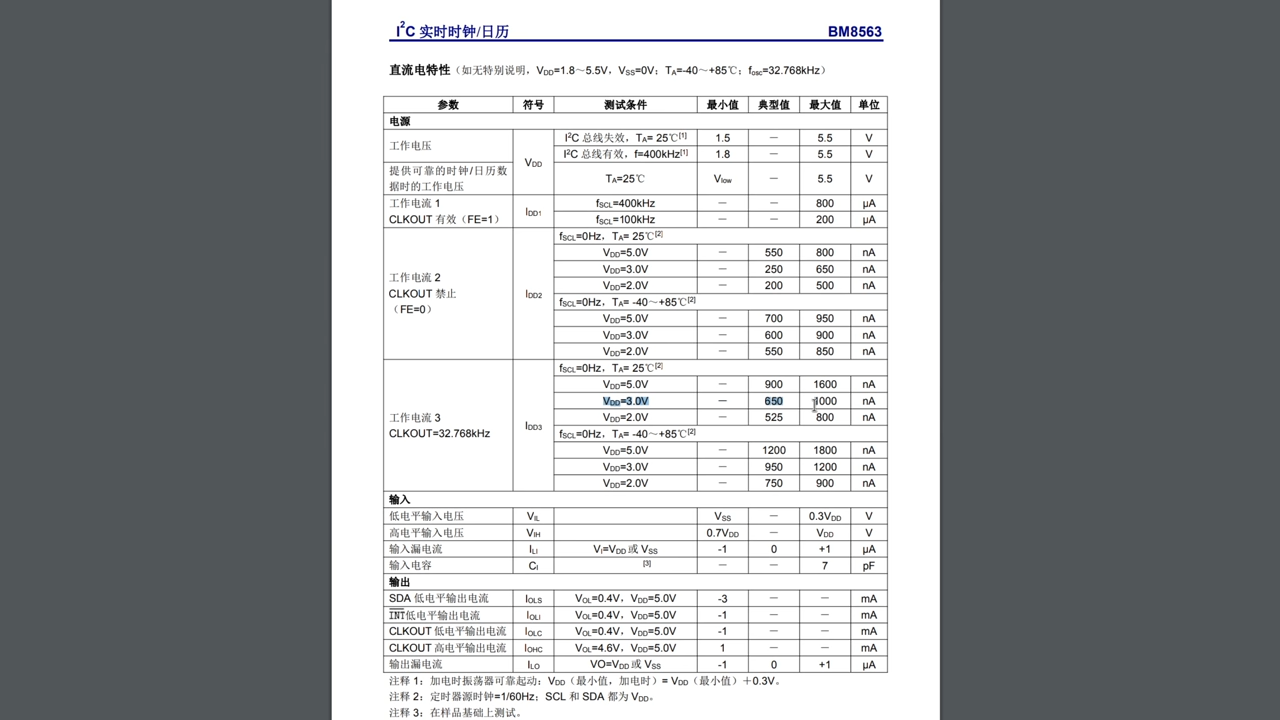 I²C 实时时钟/日历 BM8563
直流电特性（如无特别说明，VDD=1.8～5.5V，VSS=0V；TA=-40～+85℃；fosc=32.768kHz）
参数 符号 测试条件 最小值 典型值 最大值 单位
电源
工作电压 VDD I²C 总线失效，TA= 25℃[1] 1.5 — 5.5 V
I²C 总线有效，f=400kHz[1] 1.8 — 5.5 V
提供可靠的时钟/日历数
据时的工作电压 TA=25℃ Vlow — 5.5 V
工作电流 1 IDD1 fSCL=400kHz — — 800 μA
CLKOUT 有效（FE=1） fSCL=100kHz — — 200 μA
工作电流 2
CLKOUT 禁止
（FE=0） IDD2 fSCL=0Hz，TA= 25℃[2]
VDD=5.0V — 550 800 nA
VDD=3.0V — 250 650 nA
VDD=2.0V — 200 500 nA
fSCL=0Hz，TA= -40～+85℃[2]
VDD=5.0V — 700 950 nA
VDD=3.0V — 600 900 nA
VDD=2.0V — 550 850 nA
工作电流 3
CLKOUT=32.768kHz IDD3 fSCL=0Hz，TA= 25℃[2]
VDD=5.0V — 900 1600 nA
VDD=3.0V — 650 1000 nA
VDD=2.0V — 525 800 nA
fSCL=0Hz，TA= -40～+85℃[2]
VDD=5.0V — 1200 1800 nA
VDD=3.0V — 950 1200 nA
VDD=2.0V — 750 900 nA
输入
低电平输入电压 VIL VSS — 0.3VDD V
高电平输入电压 VIH 0.7VDD — VDD V
输入漏电流 ILI Vi=VDD 或 VSS -1 0 +1 μA
输入电容 Ci [3] — — 7 pF
输出
SDA 低电平输出电流 IOLS VOL=0.4V，VDD=5.0V -3 — — mA
INT低电平输出电流 IOLI VOL=0.4V，VDD=5.0V -1 — — mA
CLKOUT 低电平输出电流 IOLC VOL=0.4V，VDD=5.0V -1 — — mA
CLKOUT 高电平输出电流 IOHC VOL=4.6V，VDD=5.0V 1 — — mA
输出漏电流 ILO VO=VDD 或 VSS -1 0 +1 μA
注释 1：加电时振荡器可靠起动：VDD（最小值，加电时）= VDD（最小值）＋0.3V。
注释 2：定时器源时钟=1/60Hz；SCL 和 SDA 都为 VDD。
注释 3：在样品基础上测试。